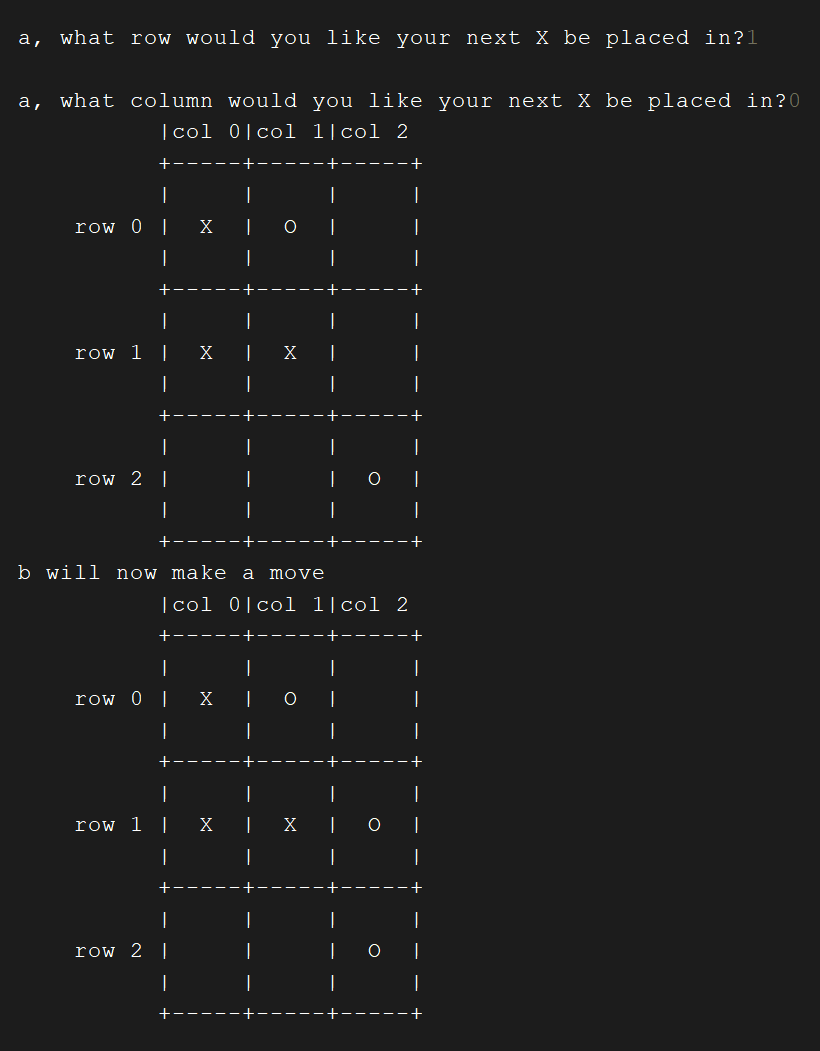 a, what row would you like your next X be placed in?1
a, what column would you like your next X be placed in?0
          |col 0|col 1|col 2
          +-----+-----+-----+
          |     |     |     |
    row 0 |  X  |  O  |     |
          |     |     |     |
          +-----+-----+-----+
          |     |     |     |
    row 1 |  X  |  X  |     |
          |     |     |     |
          +-----+-----+-----+
          |     |     |     |
    row 2 |     |     |  O  |
          |     |     |     |
          +-----+-----+-----+
b will now make a move
          |col 0|col 1|col 2
          +-----+-----+-----+
          |     |     |     |
    row 0 |  X  |  O  |     |
          |     |     |     |
          +-----+-----+-----+
          |     |     |     |
    row 1 |  X  |  X  |  O  |
          |     |     |     |
          +-----+-----+-----+
          |     |     |     |
    row 2 |     |     |  O  |
          |     |     |     |
          +-----+-----+-----+